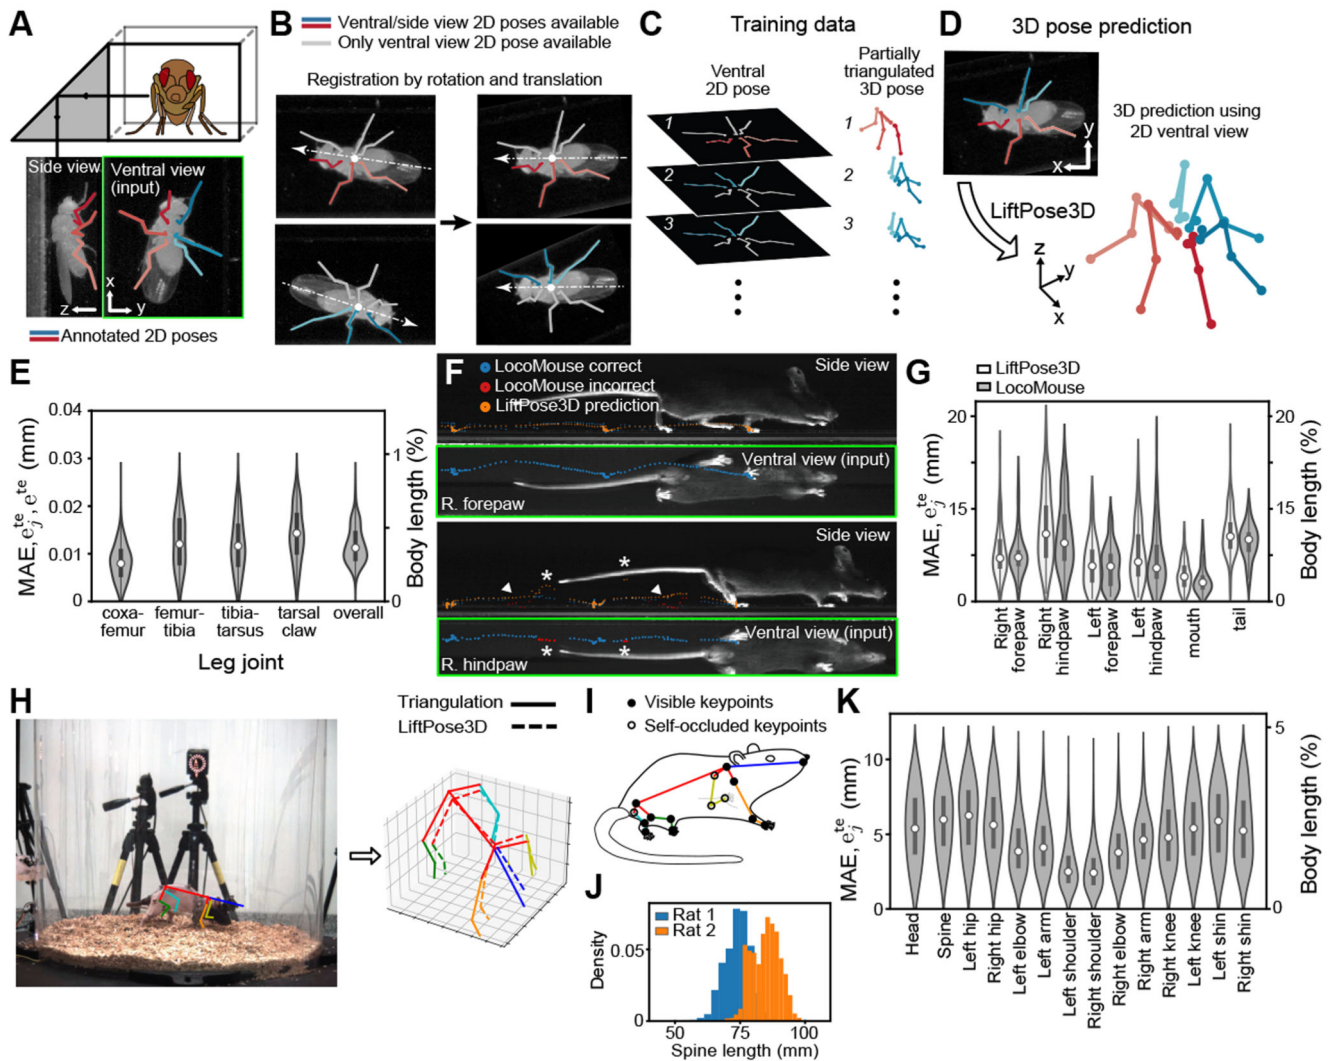 A
Side view
Ventral view
(input)
x
z
y
Annotated 2D poses
B
Ventral/side view 2D poses available
Only ventral view 2D pose available
Registration by rotation and translation
C
Training data
Ventral
2D pose
Partially
triangulated
3D pose
1
1
2
2
3
3
D
3D pose prediction
y
x
3D prediction using
2D ventral view
LiftPose3D
z
y
x
E
MAE, e_j^te, e^te (mm)
0.04
0.03
0.02
0.01
0
Body length (%)
1
0
coxa-
femur
femur-
tibia
tibia-
tarsus
tarsal
claw
overall
Leg joint
F
LocoMouse correct
LocoMouse incorrect
LiftPose3D prediction
Side view
Ventral view (input)
R. forepaw
Side view
*
*
Ventral view (input)
*
*
R. hindpaw
G
LiftPose3D
LocoMouse
MAE, e_j^te (mm)
20
15
0
Body length (%)
20
15
0
Right
forepaw
Right
hindpaw
Left
forepaw
Left
hindpaw
mouth
tail
H
Triangulation
LiftPose3D
I
Visible keypoints
Self-occluded keypoints
J
Rat 1
Rat 2
Density
0.05
0
50
75
100
Spine length (mm)
K
MAE, e_j^te (mm)
10
5
0
Body length (%)
5
0
Head
Spine
Left hip
Right hip
Left elbow
Left arm
Left shoulder
Right shoulder
Right elbow
Right arm
Right knee
Left knee
Left shin
Right shin